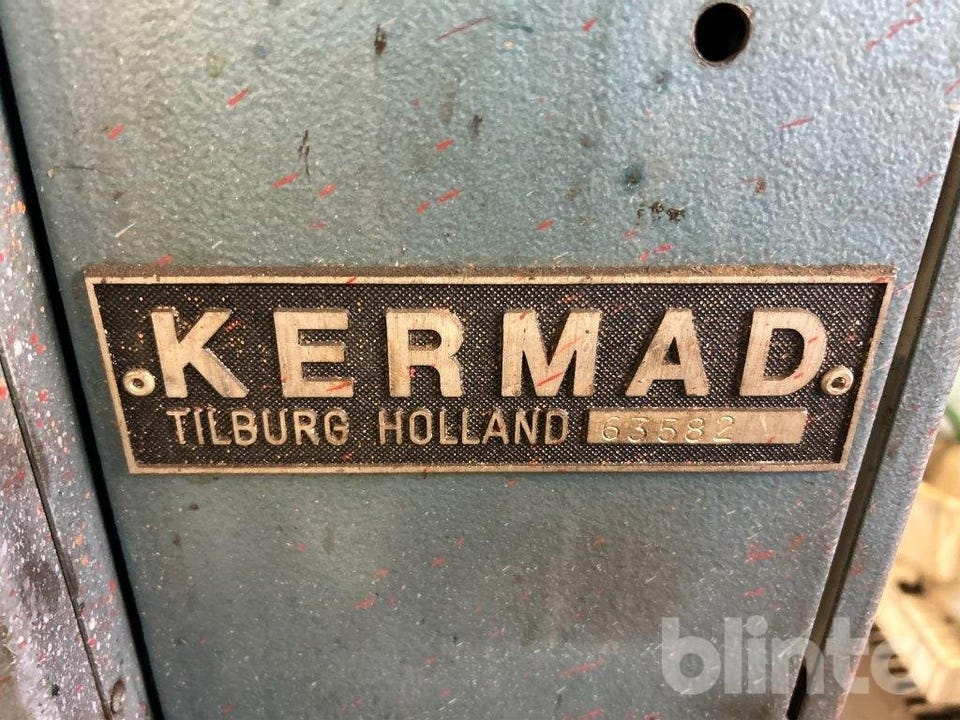 KERMAD
TILBURG HOLLAND 63582
blinto